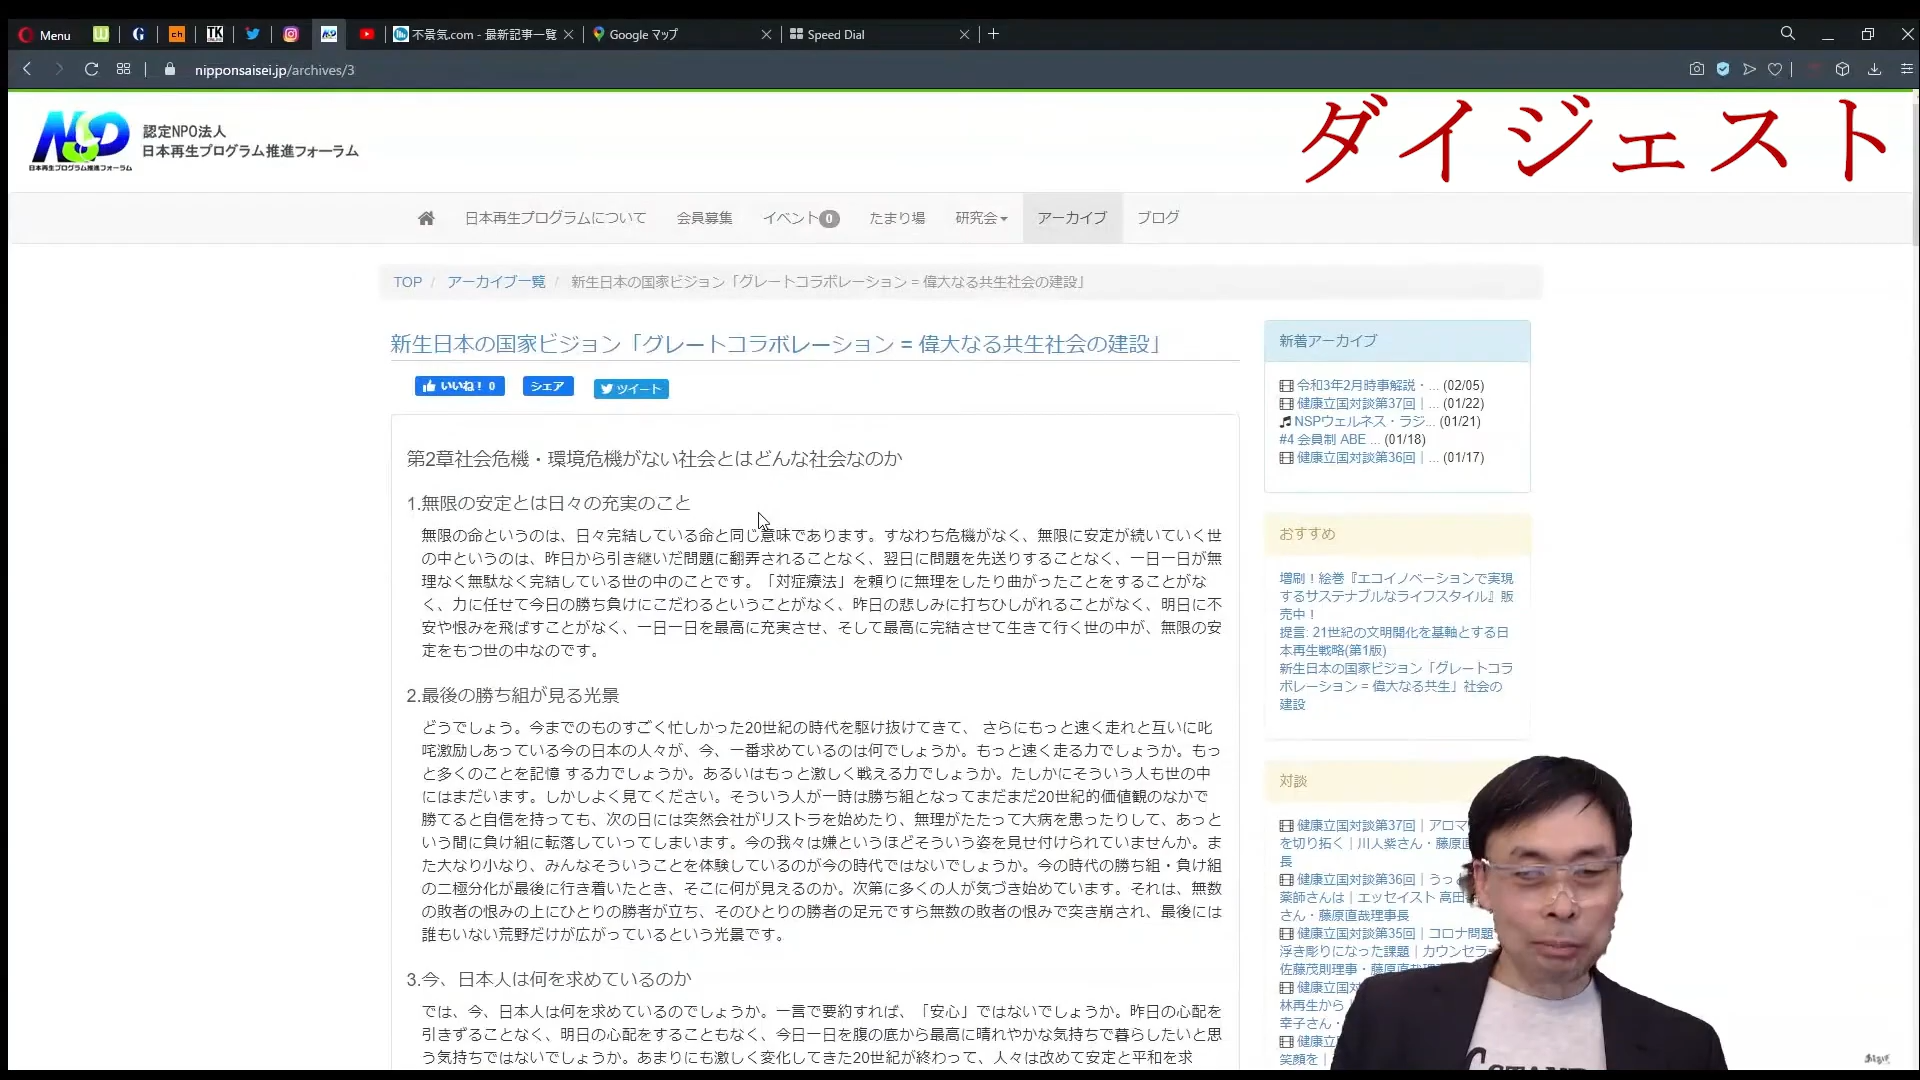 Menu
不景気.com - 最新記事一覧
Google マップ
Speed Dial
nipponsaisei.jp/archives/3
NSP
日本再生プログラム推進フォーラム
認定NPO法人
日本再生プログラム推進フォーラム
ダイジェスト
日本再生プログラムについて
会員募集
イベント 0
たまり場
研究会
アーカイブ
ブログ
TOP / アーカイブ一覧 / 新生日本の国家ビジョン「グレートコラボレーション = 偉大なる共生社会の建設」
新生日本の国家ビジョン「グレートコラボレーション = 偉大なる共生社会の建設」
いいね！ 0
シェア
ツイート
第2章社会危機・環境危機がない社会とはどんな社会なのか
1.無限の安定とは日々の充実のこと
無限の命というのは、日々完結している命と同じ意味であります。すなわち危機がなく、無限に安定が続いていく世
の中というのは、昨日から引き継いだ問題に翻弄されることなく、翌日に問題を先送りすることなく、一日一日が無
理なく無駄なく完結している世の中のことです。「対症療法」を頼りに無理をしたり曲がったことをすることがな
く、力に任せて今日の勝ち負けにこだわるということがなく、昨日の悲しみに打ちひしがれることがなく、明日に不
安や恨みを飛ばすことがなく、一日一日を最高に充実させ、そして最高に完結させて生きて行く世の中が、無限の安
定をもつ世の中なのです。
2.最後の勝ち組が見る光景
どうでしょう。今までのものすごく忙しかった20世紀の時代を駆け抜けてきて、 さらにもっと速く走れと互いに叱
咤激励しあっている今の日本の人々が、今、一番求めているのは何でしょうか。もっと速く走る力でしょうか。もっ
と多くのことを記憶 する力でしょうか。あるいはもっと激しく戦える力でしょうか。たしかにそういう人も世の中
にはまだいます。しかしよく見てください。そういう人が一時は勝ち組となってまだまだ20世紀的価値観のなかで
勝てると自信を持っても、次の日には突然会社がリストラを始めたり、無理がたたって大病を患ったりして、あっと
いう間に負け組に転落していってしまいます。今の我々は嫌というほどそういう姿を見せ付けられていませんか。ま
た大なり小なり、みんなそういうことを体験しているのが今の時代ではないでしょうか。今の時代の勝ち組・負け組
の二極分化が最後に行き着いたとき、そこに何が見えるのか。次第に多くの人が気づき始めています。それは、無数
の敗者の恨みの上にひとりの勝者が立ち、そのひとりの勝者の足元ですら無数の敗者の恨みで突き崩され、最後には
誰もいない荒野だけが広がっているという光景です。
3.今、日本人は何を求めているのか
では、今、日本人は何を求めているのでしょうか。一言で要約すれば、「安心」ではないでしょうか。昨日の心配を
引きずることなく、明日の心配をすることもなく、今日一日を腹の底から最高に晴れやかな気持ちで暮らしたいと思
う気持ちではないでしょうか。あまりにも激しく変化してきた20世紀が終わって、人々は改めて安定と平和を求
新着アーカイブ
令和3年2月時事解説・... (02/05)
健康立国対談第37回｜... (01/22)
NSPウェルネス・ラジ... (01/21)
#4 会員制 ABE ... (01/18)
健康立国対談第36回｜... (01/17)
おすすめ
増刷！絵巻『エコイノベーションで実現
するサステナブルなライフスタイル』販
売中！
提言: 21世紀の文明開化を基軸とする日
本再生戦略(第1版)
新生日本の国家ビジョン「グレートコラ
ボレーション = 偉大なる共生」社会の
建設
対談
健康立国対談第37回｜アロマ
を切り拓く｜川人紫さん・藤原直
長
健康立国対談第36回｜うっ
薬師さんは｜エッセイスト 高田
さん・藤原直哉理事長
健康立国対談第35回｜コロナ問題
浮き彫りになった課題｜カウンセラー
佐藤茂則理事・藤原直哉
健康立国対
林再生から
幸子さん・
健康立
笑顔を｜